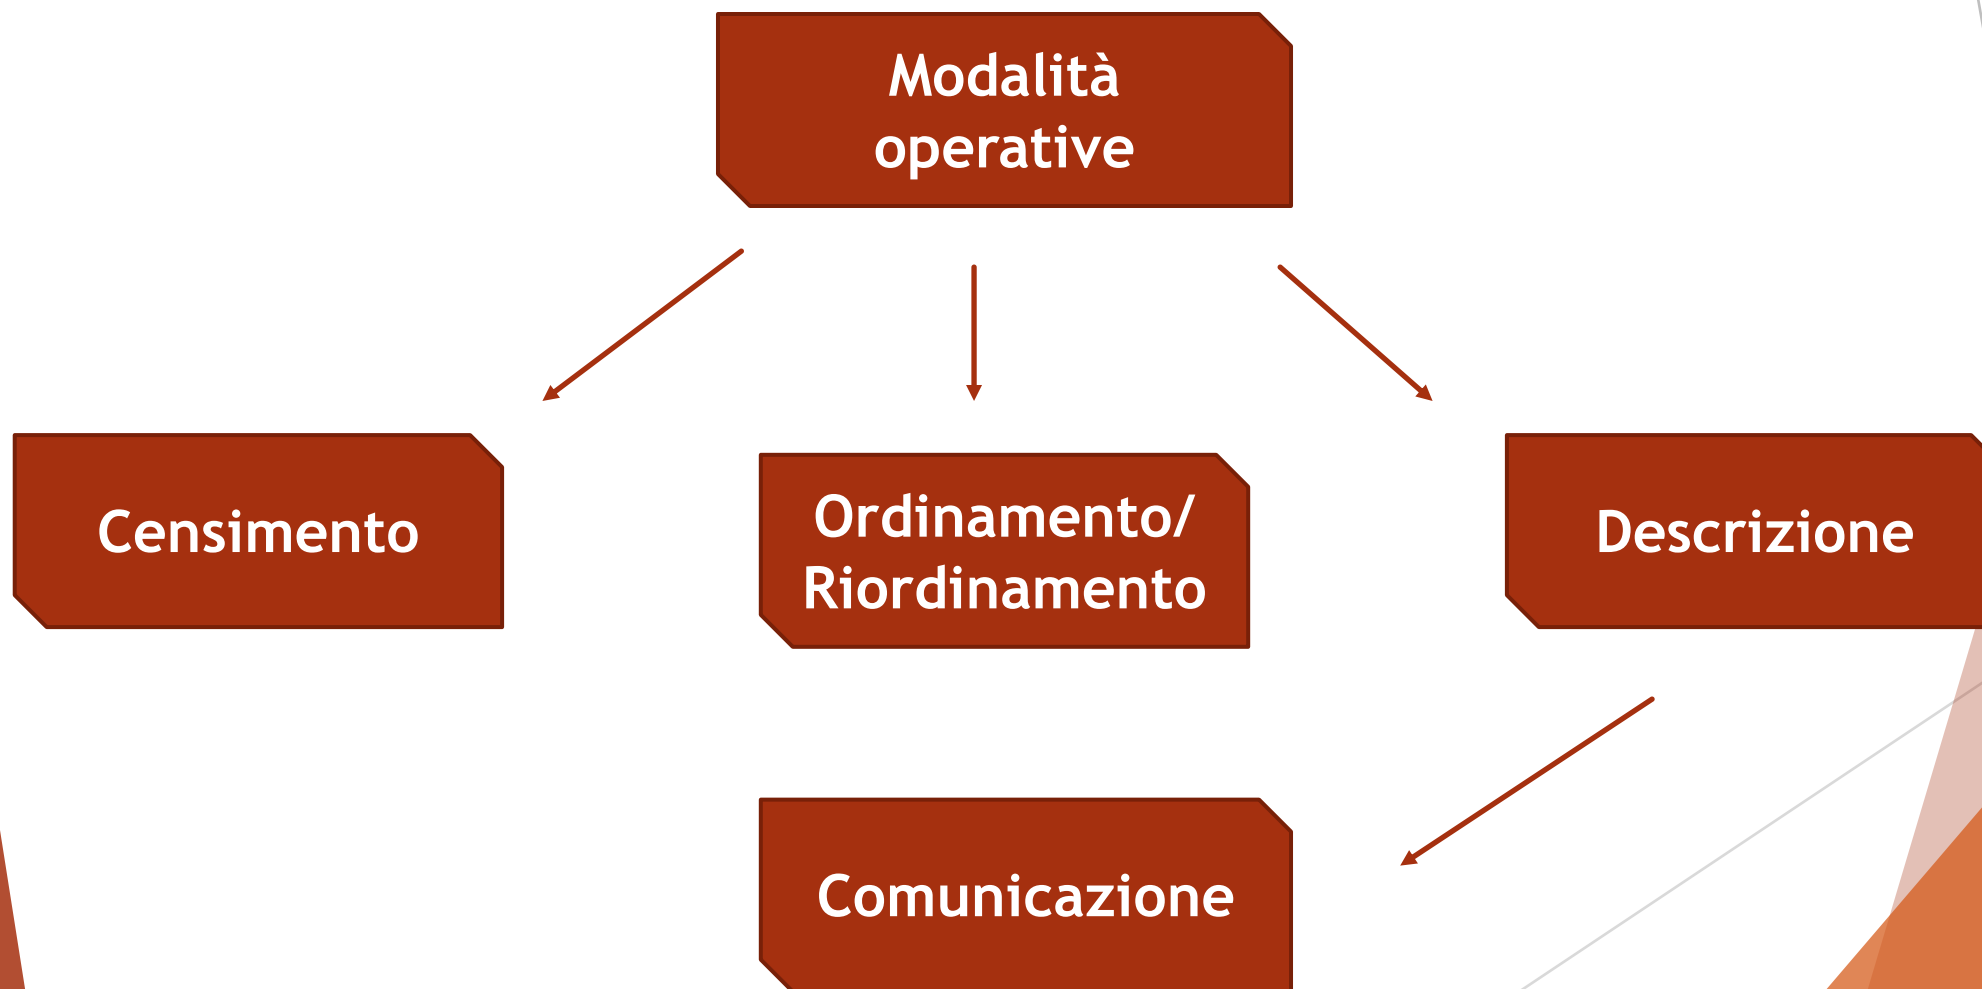 Modalità
operative
Censimento
Ordinamento/
Riordinamento
Descrizione
Comunicazione